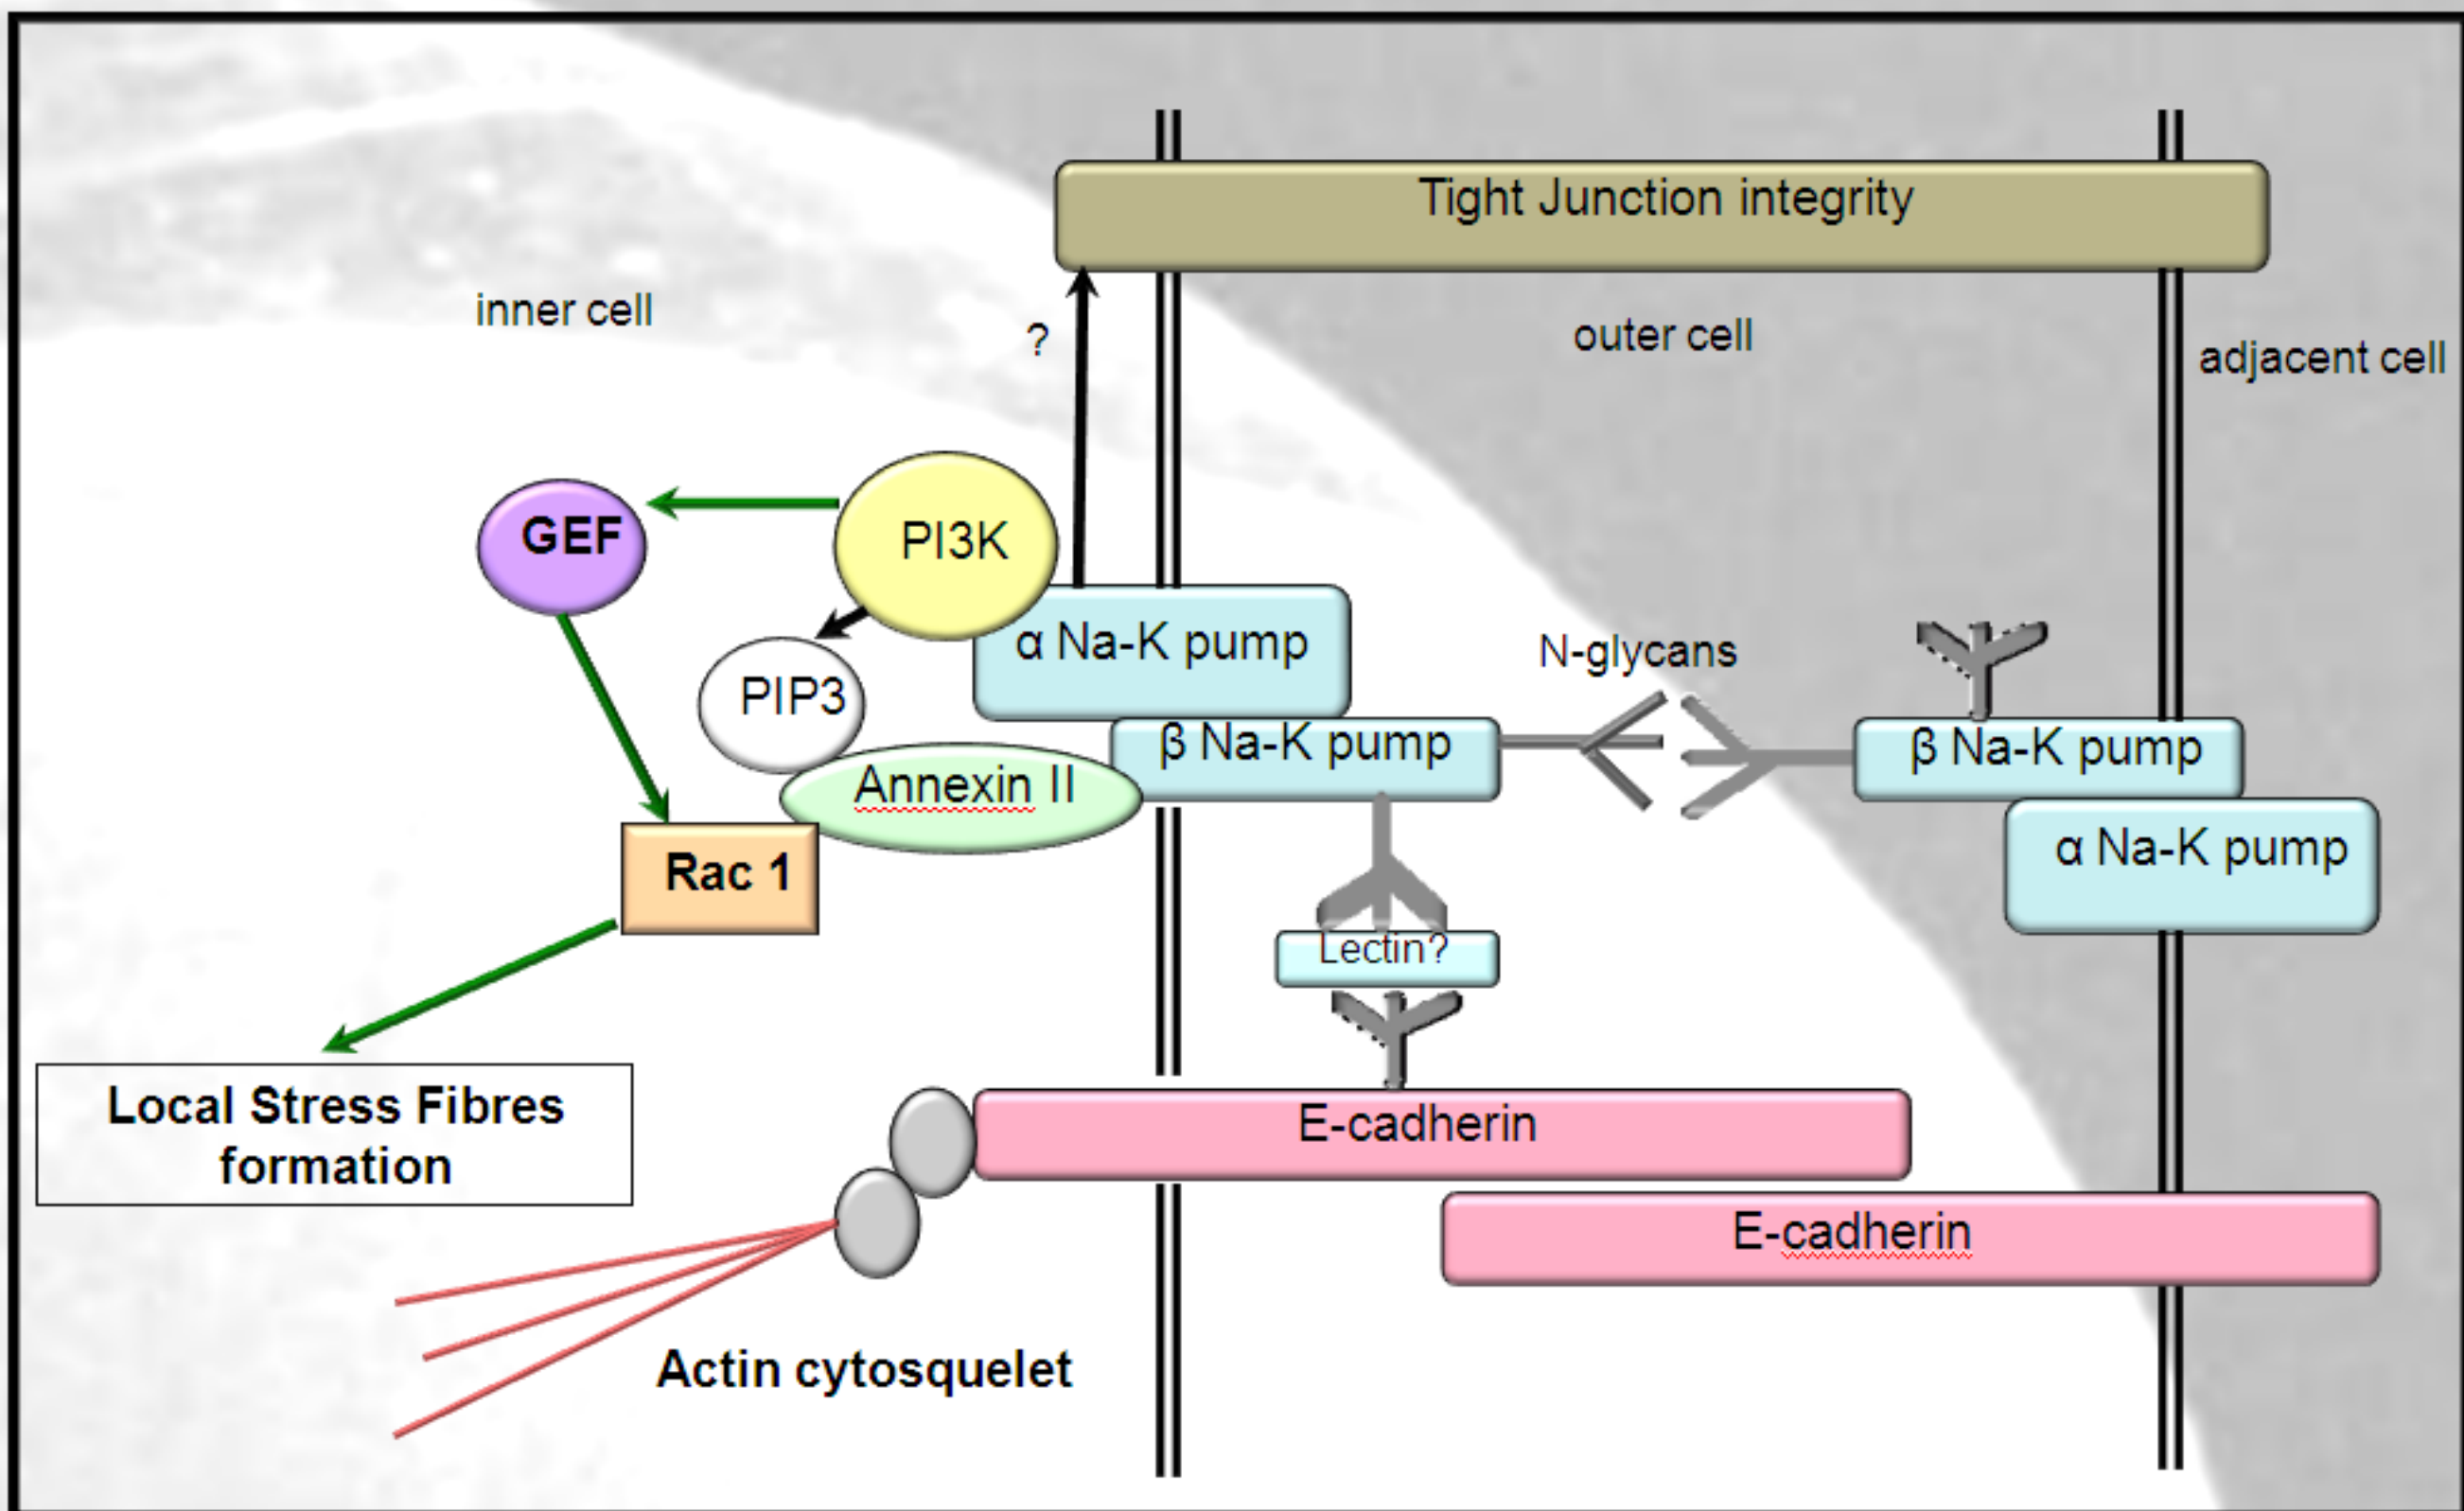 Tight Junction integrity
inner cell
?
outer cell
adjacent cell
GEF
PI3K
α Na-K pump
N-glycans
PIP3
β Na-K pump
β Na-K pump
Annexin II
α Na-K pump
Rac 1
Lectin?
Local Stress Fibres
formation
E-cadherin
E-cadherin
Actin cytosquelet